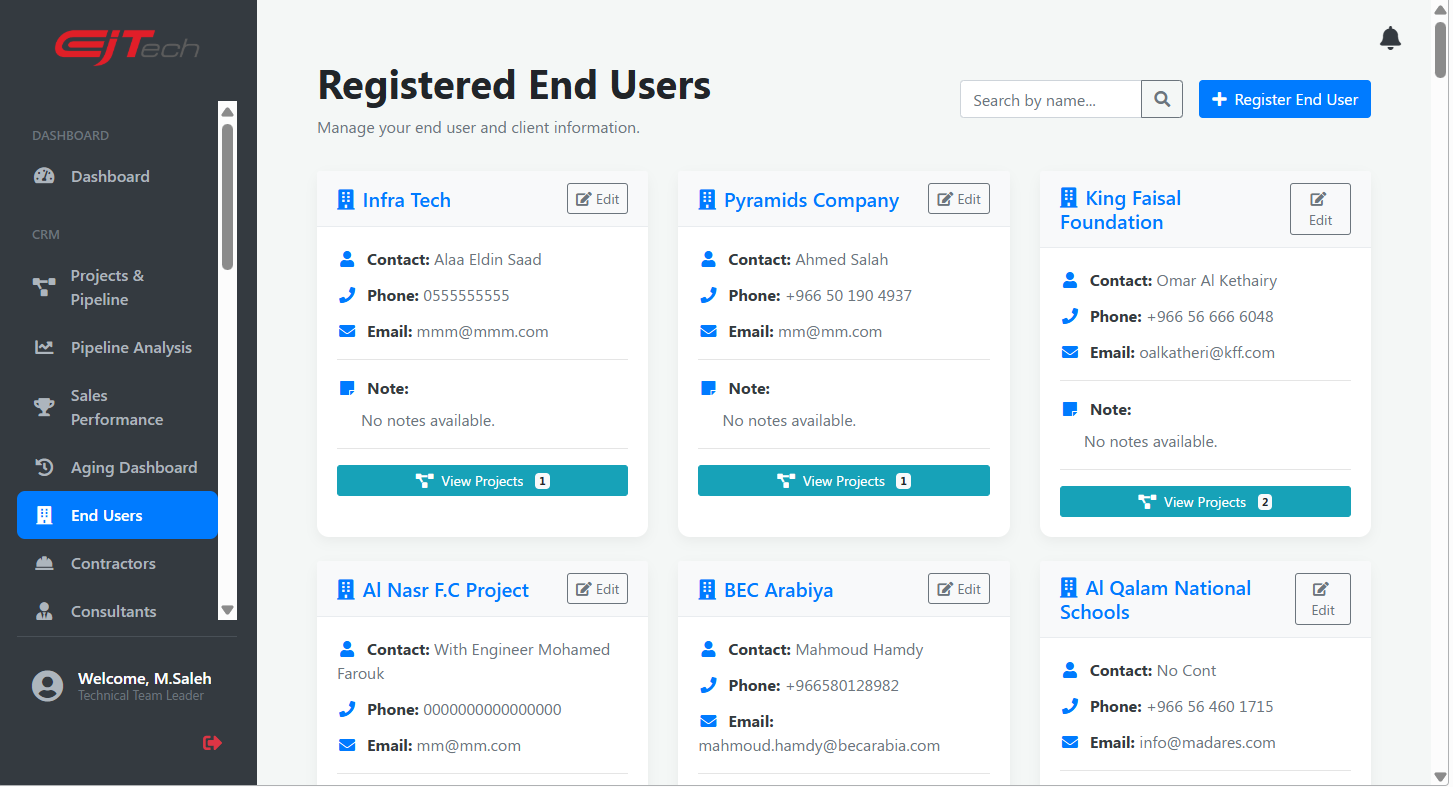 EJTech
DASHBOARD
Dashboard
CRM
Projects &
Pipeline
Pipeline Analysis
Sales
Performance
Aging Dashboard
End Users
Contractors
Consultants
Welcome, M.Saleh
Technical Team Leader
Registered End Users
Manage your end user and client information.
Search by name...
Register End User
Infra Tech
Edit
Contact: Alaa Eldin Saad
Phone: 0555555555
Email: mmm@mmm.com
Note:
No notes available.
View Projects 1
Pyramids Company
Edit
Contact: Ahmed Salah
Phone: +966 50 190 4937
Email: mm@mm.com
Note:
No notes available.
View Projects 1
King Faisal
Foundation
Edit
Contact: Omar Al Kethairy
Phone: +966 56 666 6048
Email: oalkatheri@kff.com
Note:
No notes available.
View Projects 2
Al Nasr F.C Project
Edit
Contact: With Engineer Mohamed
Farouk
Phone: 0000000000000000
Email: mm@mm.com
BEC Arabiya
Edit
Contact: Mahmoud Hamdy
Phone: +966580128982
Email:
mahmoud.hamdy@becarabia.com
Al Qalam National
Schools
Edit
Contact: No Cont
Phone: +966 56 460 1715
Email: info@madares.com